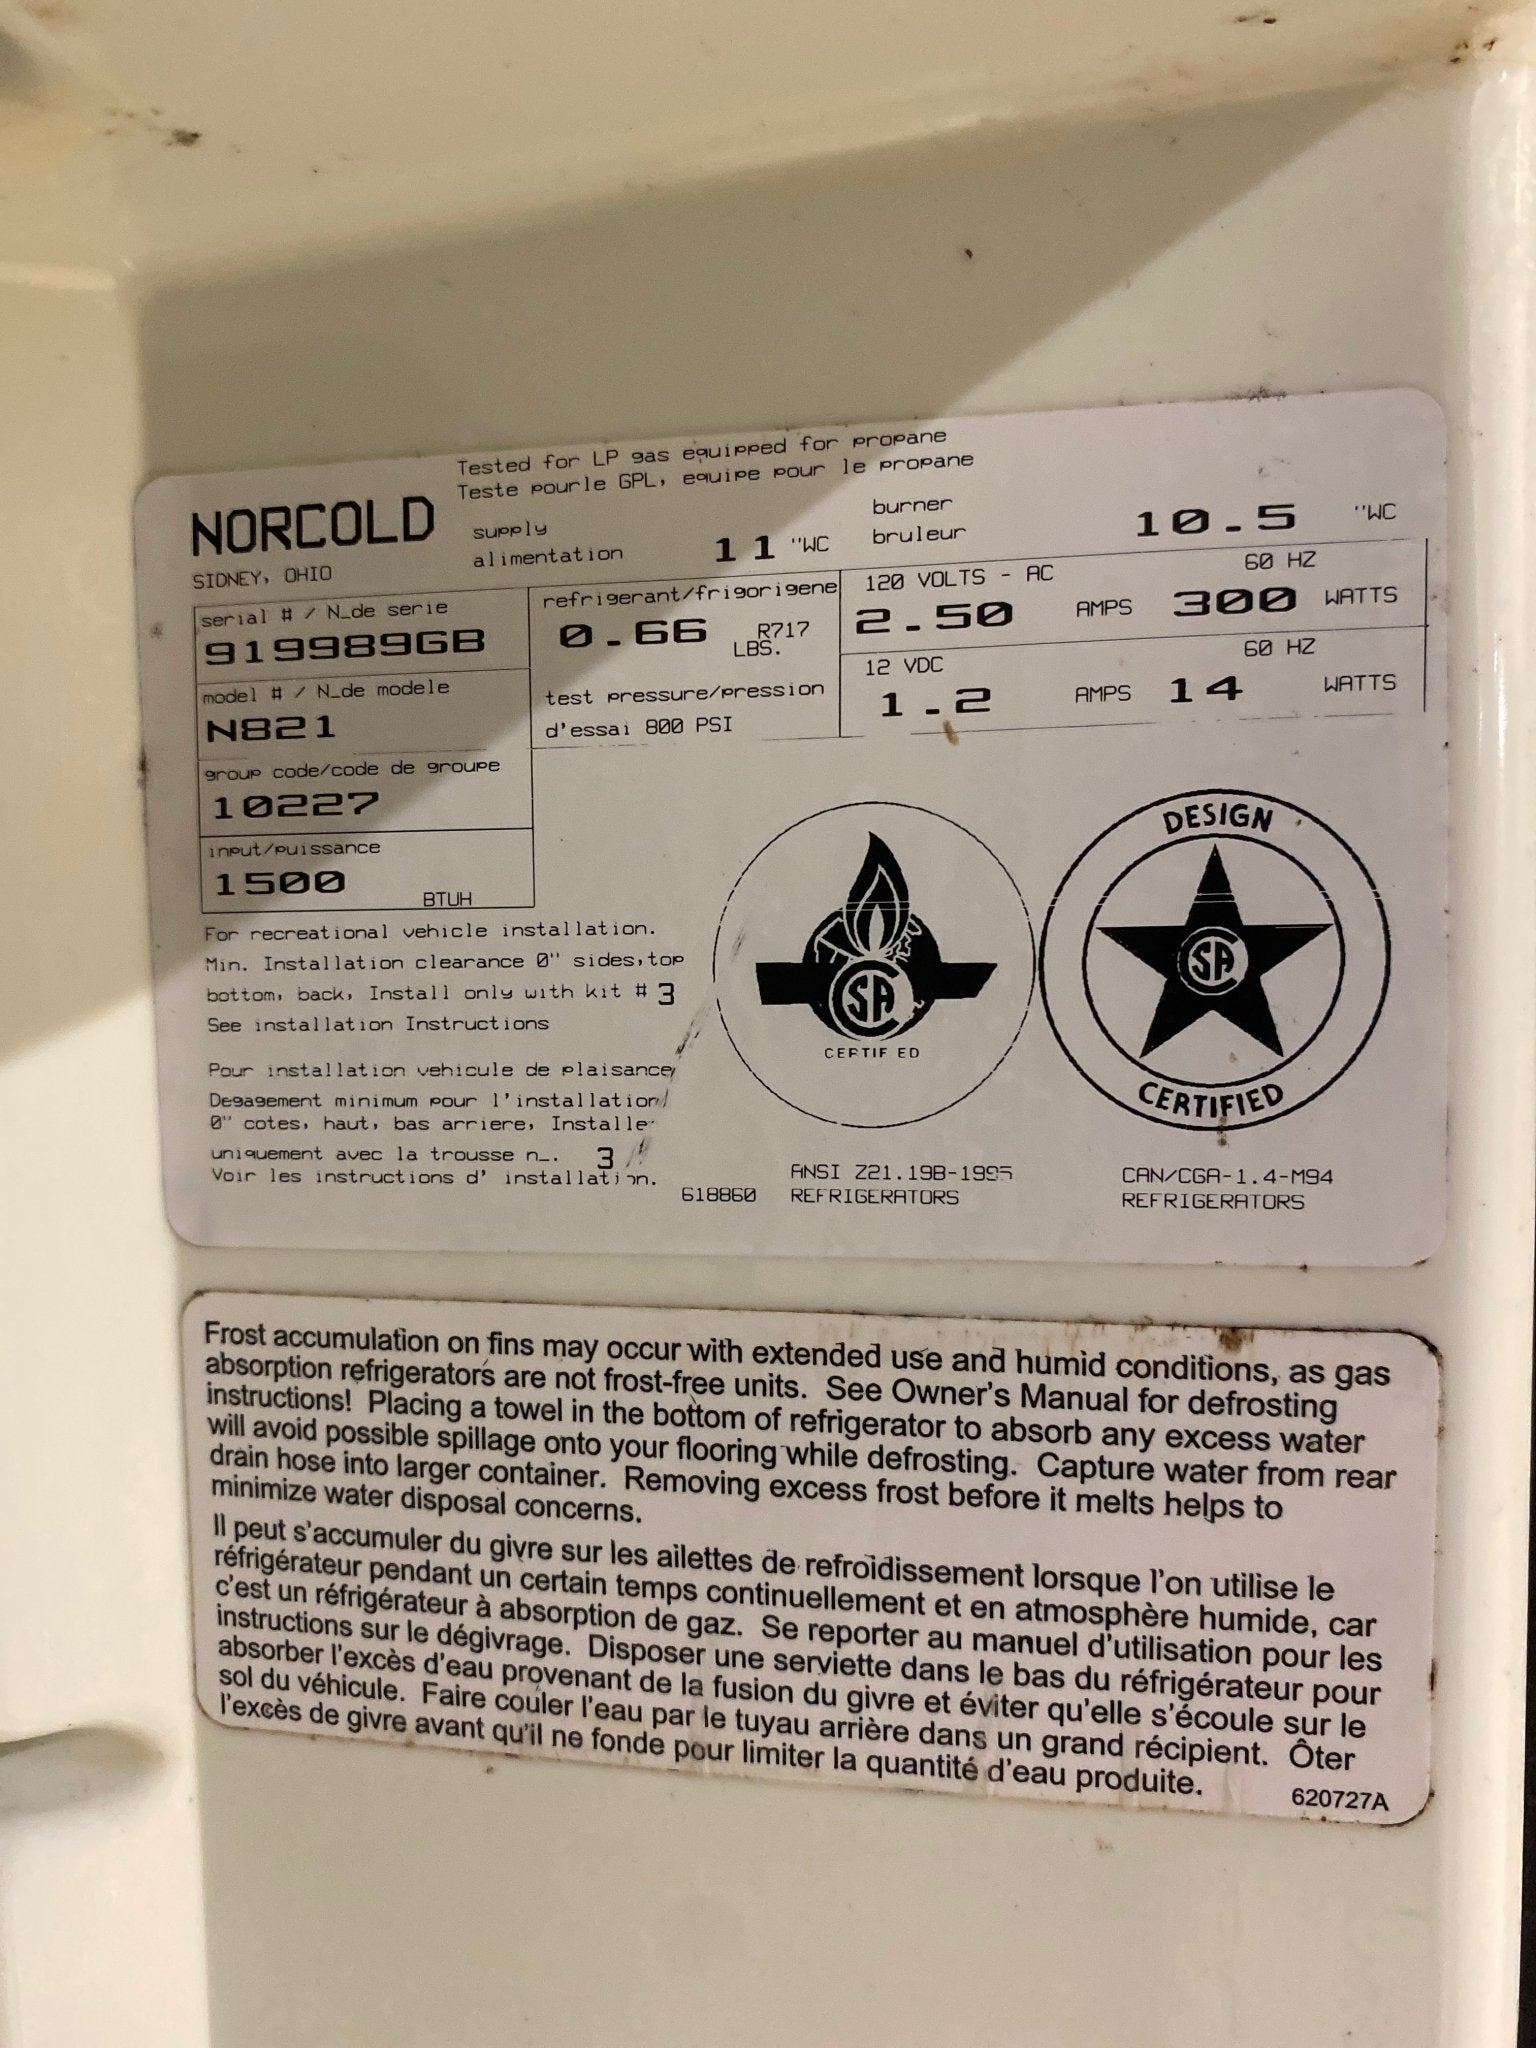 Tested for LP gas equipped for propane
Teste pourle GPL, equipe pour le propane
NORCOLD
SIDNEY, OHIO
supply
alimentation 11 "WC
burner
bruleur 10.5 "WC
serial # / N_de serie
919989GB
model # / N_de modele
N821
group code/code de groupe
10227
input/puissance
1500 BTUH
refrigerant/frigorigene
0.66 R717
LBS.
test pressure/pression
d'essai 800 PSI
120 VOLTS - AC 60 HZ
2.50 AMPS 300 WATTS
12 VDC 60 HZ
1.2 AMPS 14 WATTS
For recreational vehicle installation.
Min. Installation clearance 0" sides,top
bottom, back, Install only with kit # 3
See installation Instructions
Pour installation vehicule de plaisance
Degagement minimum pour l'installation
0" cotes, haut, bas arriere, Installe
uniquement avec la trousse n_. 3
Voir les instructions d' installation.
618860
CSA
CERTIF ED
ANSI Z21.19B-1995
REFRIGERATORS
DESIGN
CSA
CERTIFIED
CAN/CGA-1.4-M94
REFRIGERATORS
Frost accumulation on fins may occur with extended use and humid conditions, as gas
absorption refrigerators are not frost-free units. See Owner's Manual for defrosting
instructions! Placing a towel in the bottom of refrigerator to absorb any excess water
will avoid possible spillage onto your flooring while defrosting. Capture water from rear
drain hose into larger container. Removing excess frost before it melts helps to
minimize water disposal concerns.
Il peut s'accumuler du givre sur les ailettes de refroidissement lorsque l'on utilise le
réfrigérateur pendant un certain temps continuellement et en atmosphère humide, car
c'est un réfrigérateur à absorption de gaz. Se reporter au manuel d'utilisation pour les
instructions sur le dégivrage. Disposer une serviette dans le bas du réfrigérateur pour
absorber l'excès d'eau provenant de la fusion du givre et éviter qu'elle s'écoule sur le
sol du véhicule. Faire couler l'eau par le tuyau arrière dans un grand récipient. Ôter
l'excès de givre avant qu'il ne fonde pour limiter la quantité d'eau produite.
620727A